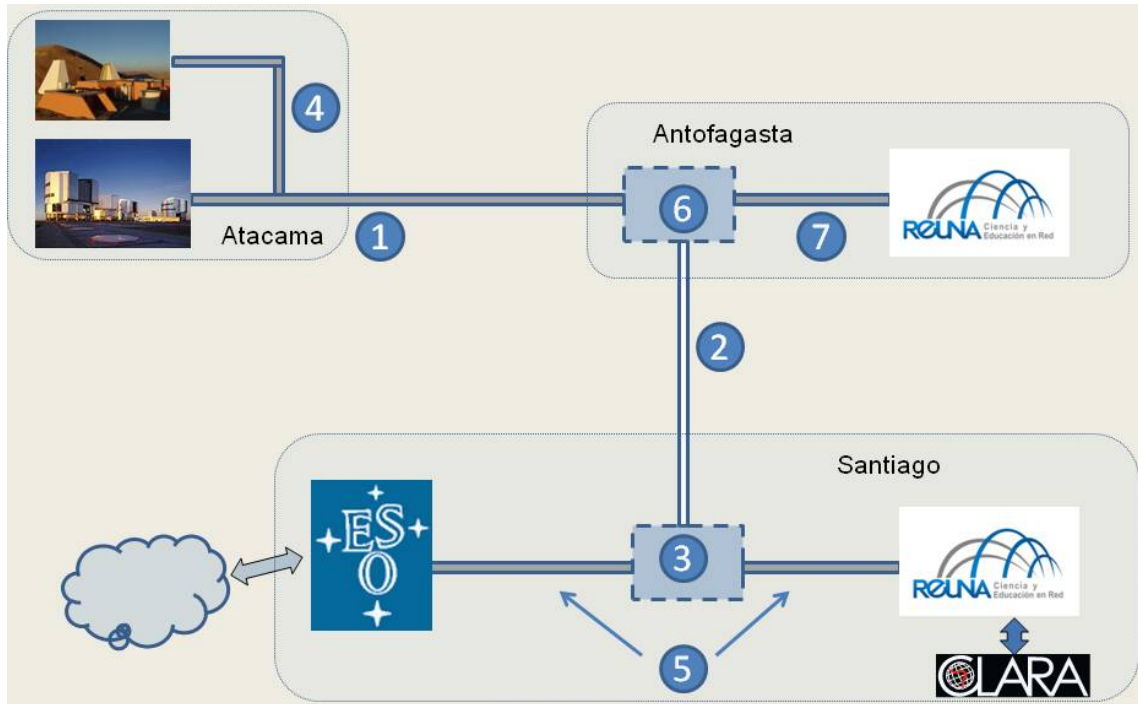 4
Antofagasta
6
REUNA Ciencia y
Educación en Red
Atacama
1
7
2
Santiago
ESO
3
REUNA Ciencia y
Educación en Red
5
CLARA